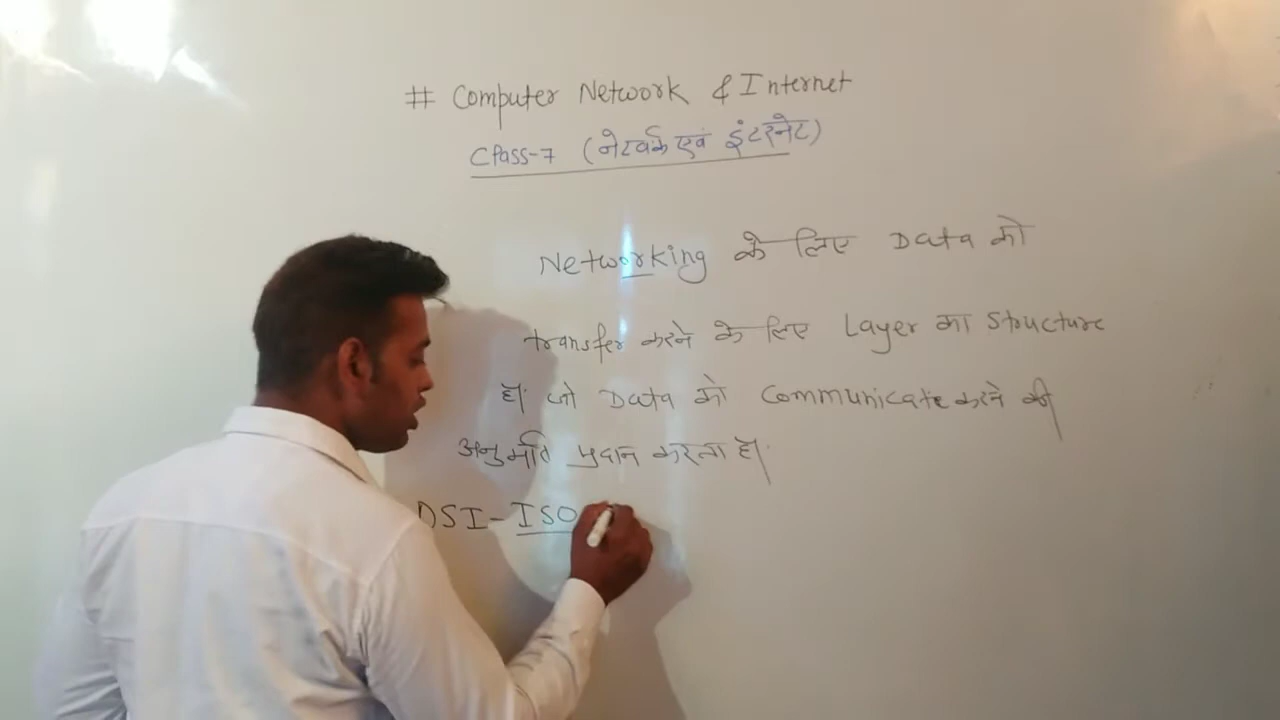 # Computer Network & Internet
Class-7 (नेटवर्क एवं इंटरनेट)
Networking के लिए Data को
transfer करने के लिए Layer का structure
है। जो Data को Communicate करने की
अनुमति प्रदान करता है।
OSI-ISO